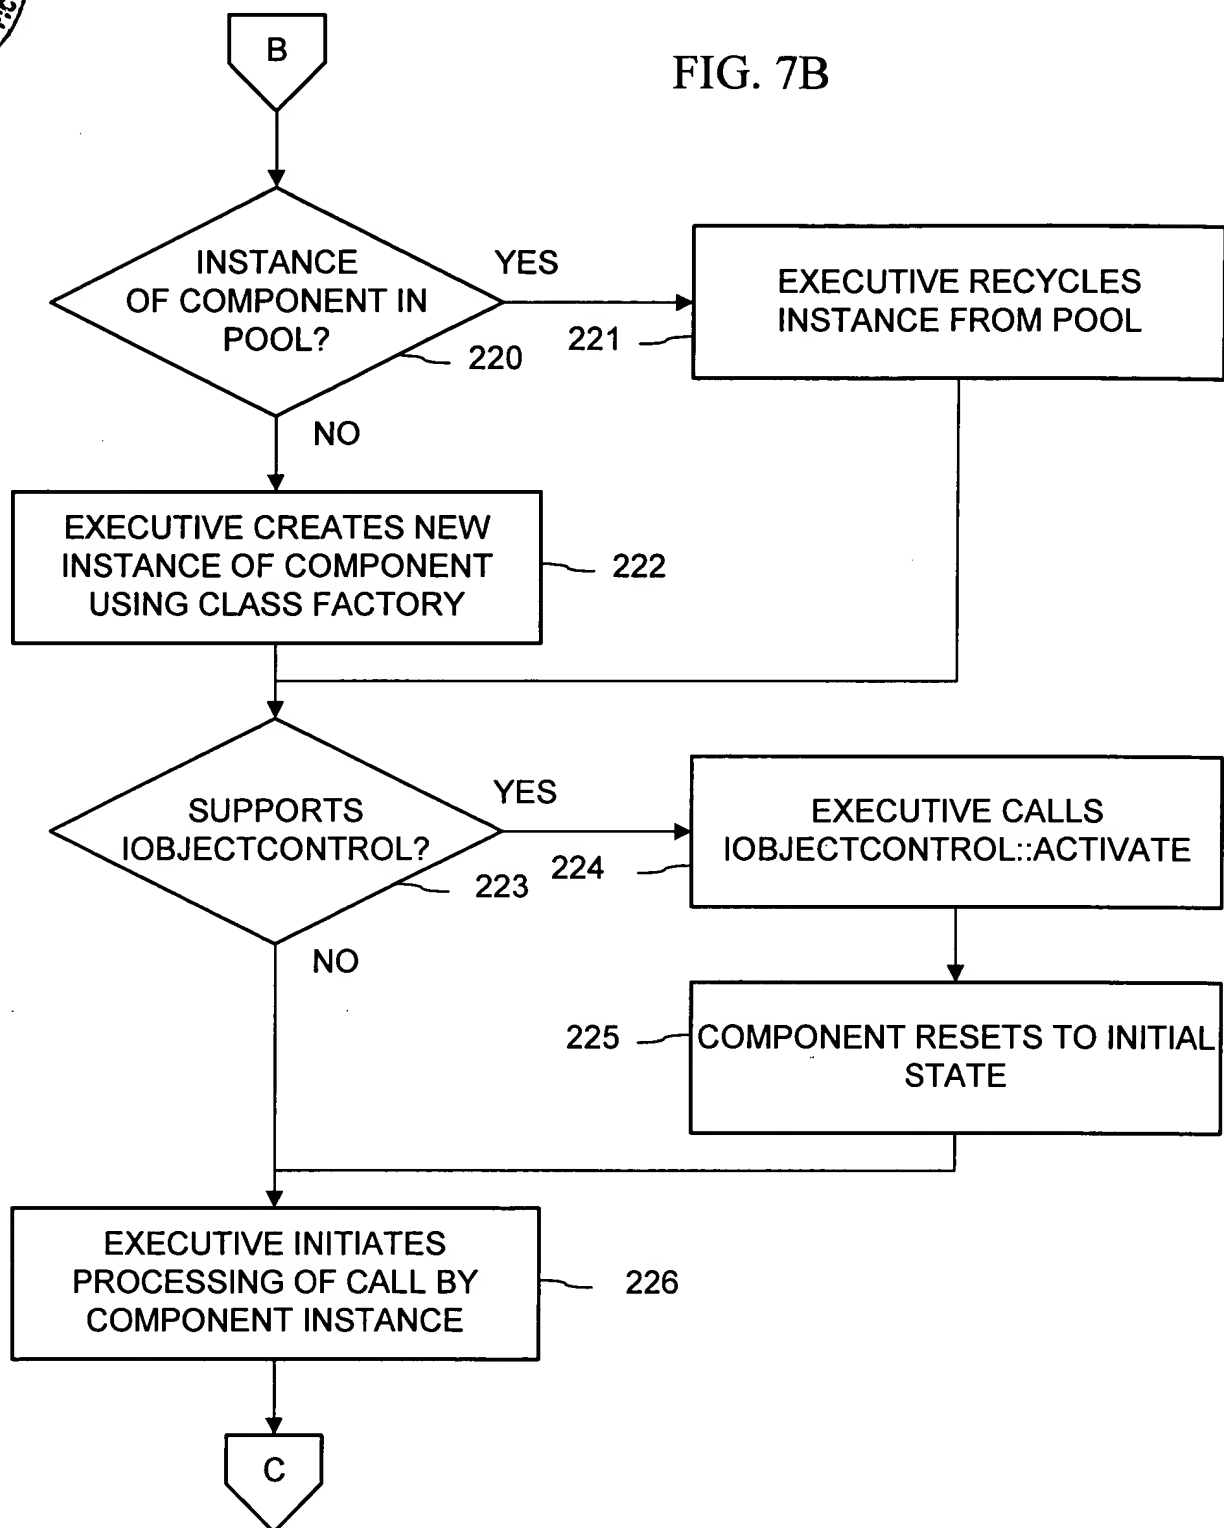 B
FIG. 7B
INSTANCE
OF COMPONENT IN
POOL?
220
YES
221
EXECUTIVE RECYCLES
INSTANCE FROM POOL
NO
EXECUTIVE CREATES NEW
INSTANCE OF COMPONENT
USING CLASS FACTORY
222
SUPPORTS
IOBJECTCONTROL?
223
YES
224
EXECUTIVE CALLS
IOBJECTCONTROL::ACTIVATE
NO
225
COMPONENT RESETS TO INITIAL
STATE
EXECUTIVE INITIATES
PROCESSING OF CALL BY
COMPONENT INSTANCE
226
C